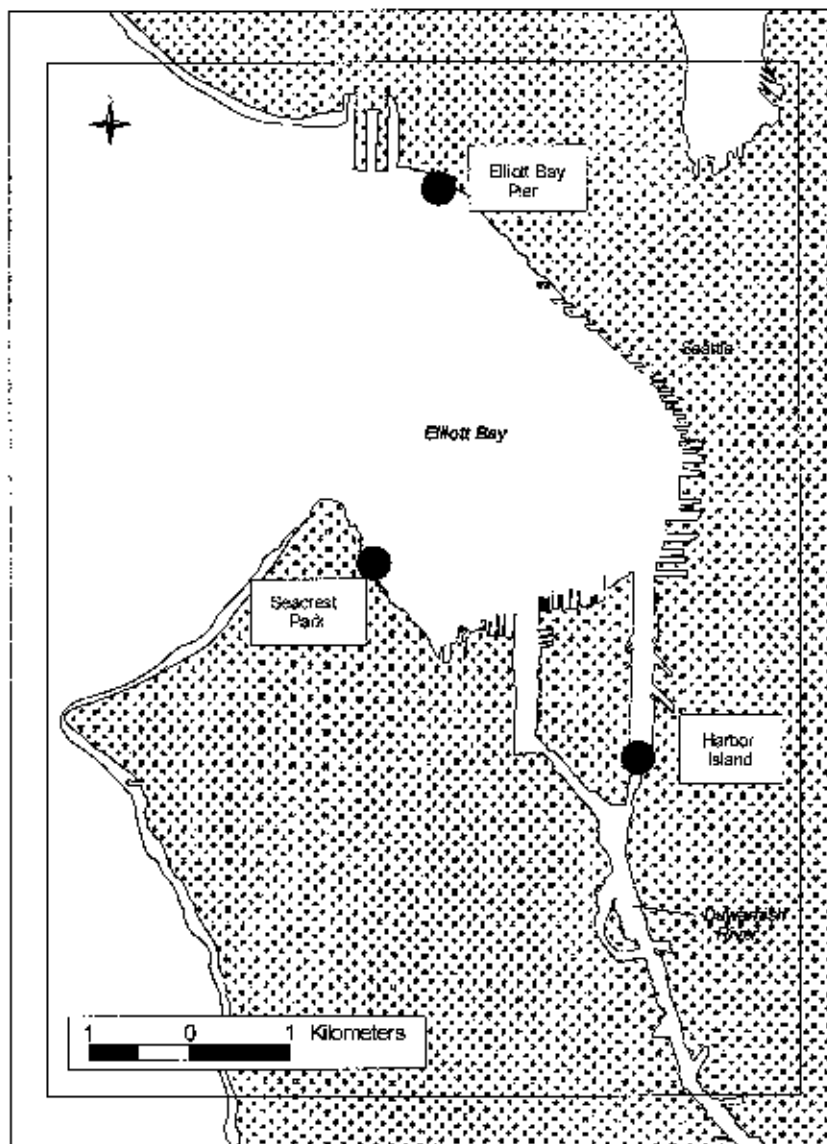 Elliott Bay
Pier
Seattle
Elliott Bay
Seacrest
Park
Harbor
Island
Duwamish
River
1 0 1 Kilometers